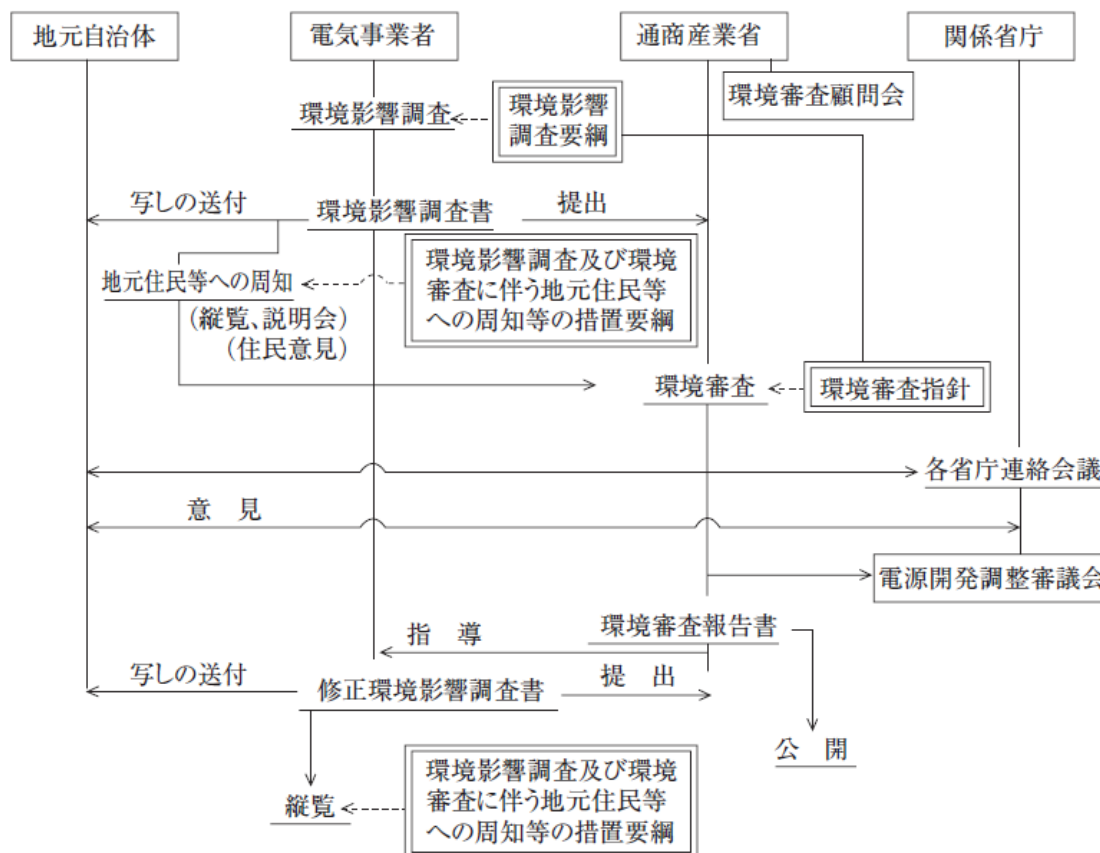 地元自治体
電気事業者
通商産業省
関係省庁
環境審査顧問会
環境影響調査
環境影響
調査要綱
写しの送付
環境影響調査書
提出
地元住民等への周知
(縦覧、説明会)
(住民意見)
環境影響調査及び環境
審査に伴う地元住民等
への周知等の措置要綱
環境審査
環境審査指針
各省庁連絡会議
意 見
電源開発調整審議会
環境審査報告書
指 導
写しの送付
修正環境影響調査書
提 出
公 開
縦覧
環境影響調査及び環境
審査に伴う地元住民等
への周知等の措置要綱